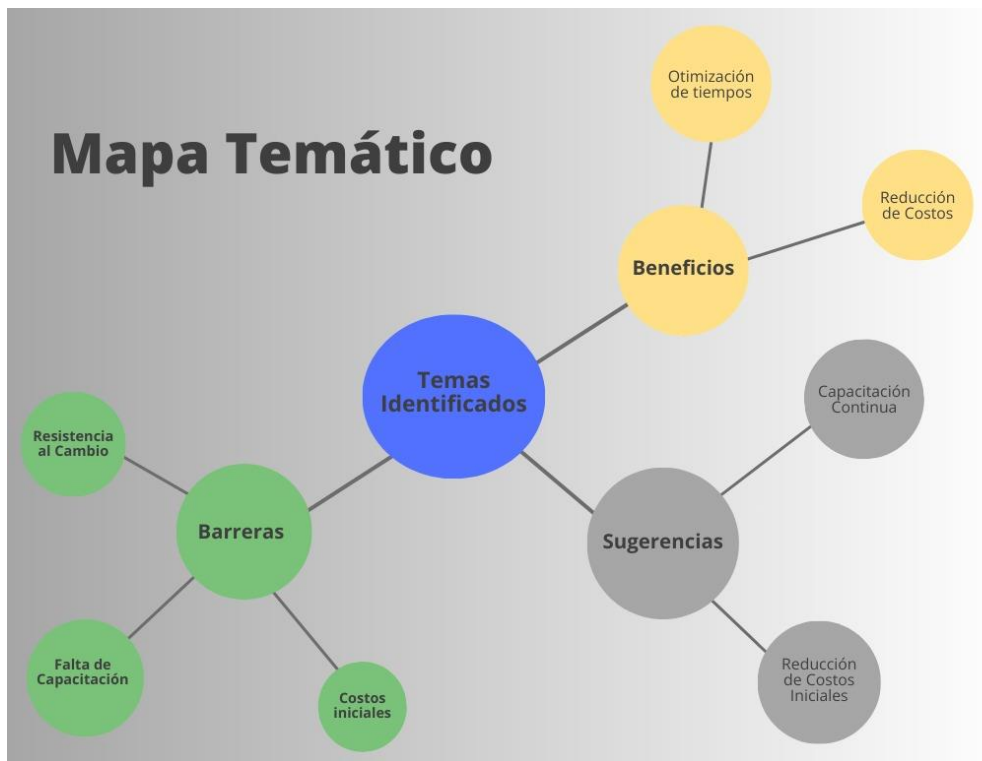 Mapa Temático
Otimización
de tiempos
Reducción
de Costos
Beneficios
Temas
Identificados
Capacitación
Continua
Resistencia
al Cambio
Barreras
Sugerencias
Falta de
Capacitación
Costos
iniciales
Reducción
de Costos
Iniciales